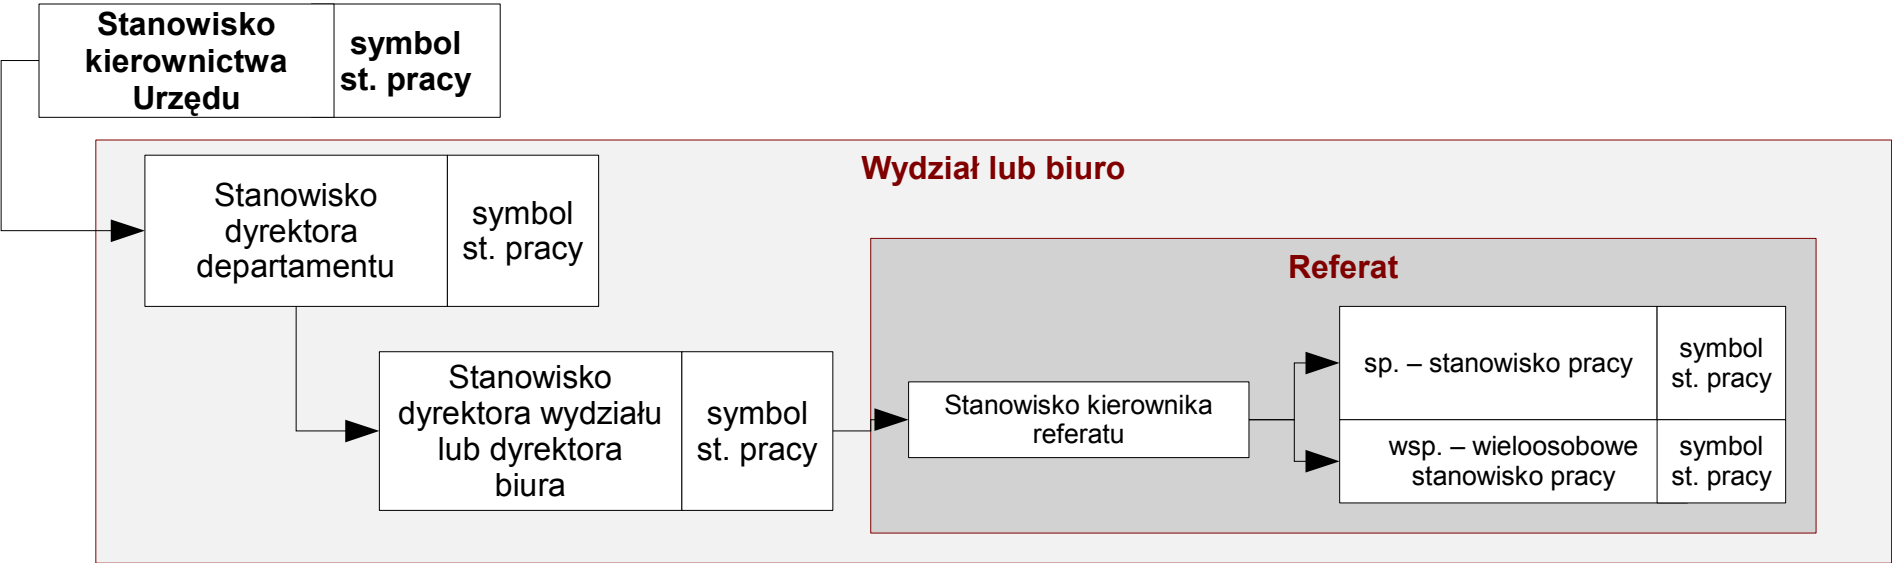 Stanowisko
kierownictwa
Urzędu
symbol
st. pracy
Wydział lub biuro
Stanowisko
dyrektora
departamentu
symbol
st. pracy
Referat
Stanowisko
dyrektora wydziału
lub dyrektora
biura
symbol
st. pracy
Stanowisko kierownika
referatu
sp. – stanowisko pracy
symbol
st. pracy
wsp. – wieloosobowe
stanowisko pracy
symbol
st. pracy